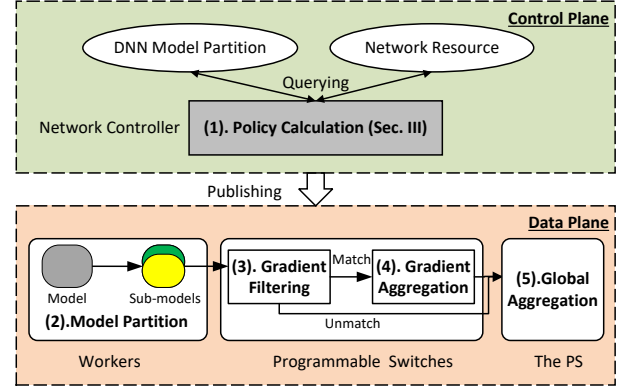 Control Plane
DNN Model Partition
Network Resource
Querying
Network Controller
(1). Policy Calculation (Sec. III)
Publishing
Data Plane
Model
Sub-models
(2).Model Partition
(3). Gradient
Filtering
Match
(4). Gradient
Aggregation
Unmatch
(5).Global
Aggregation
Workers
Programmable Switches
The PS